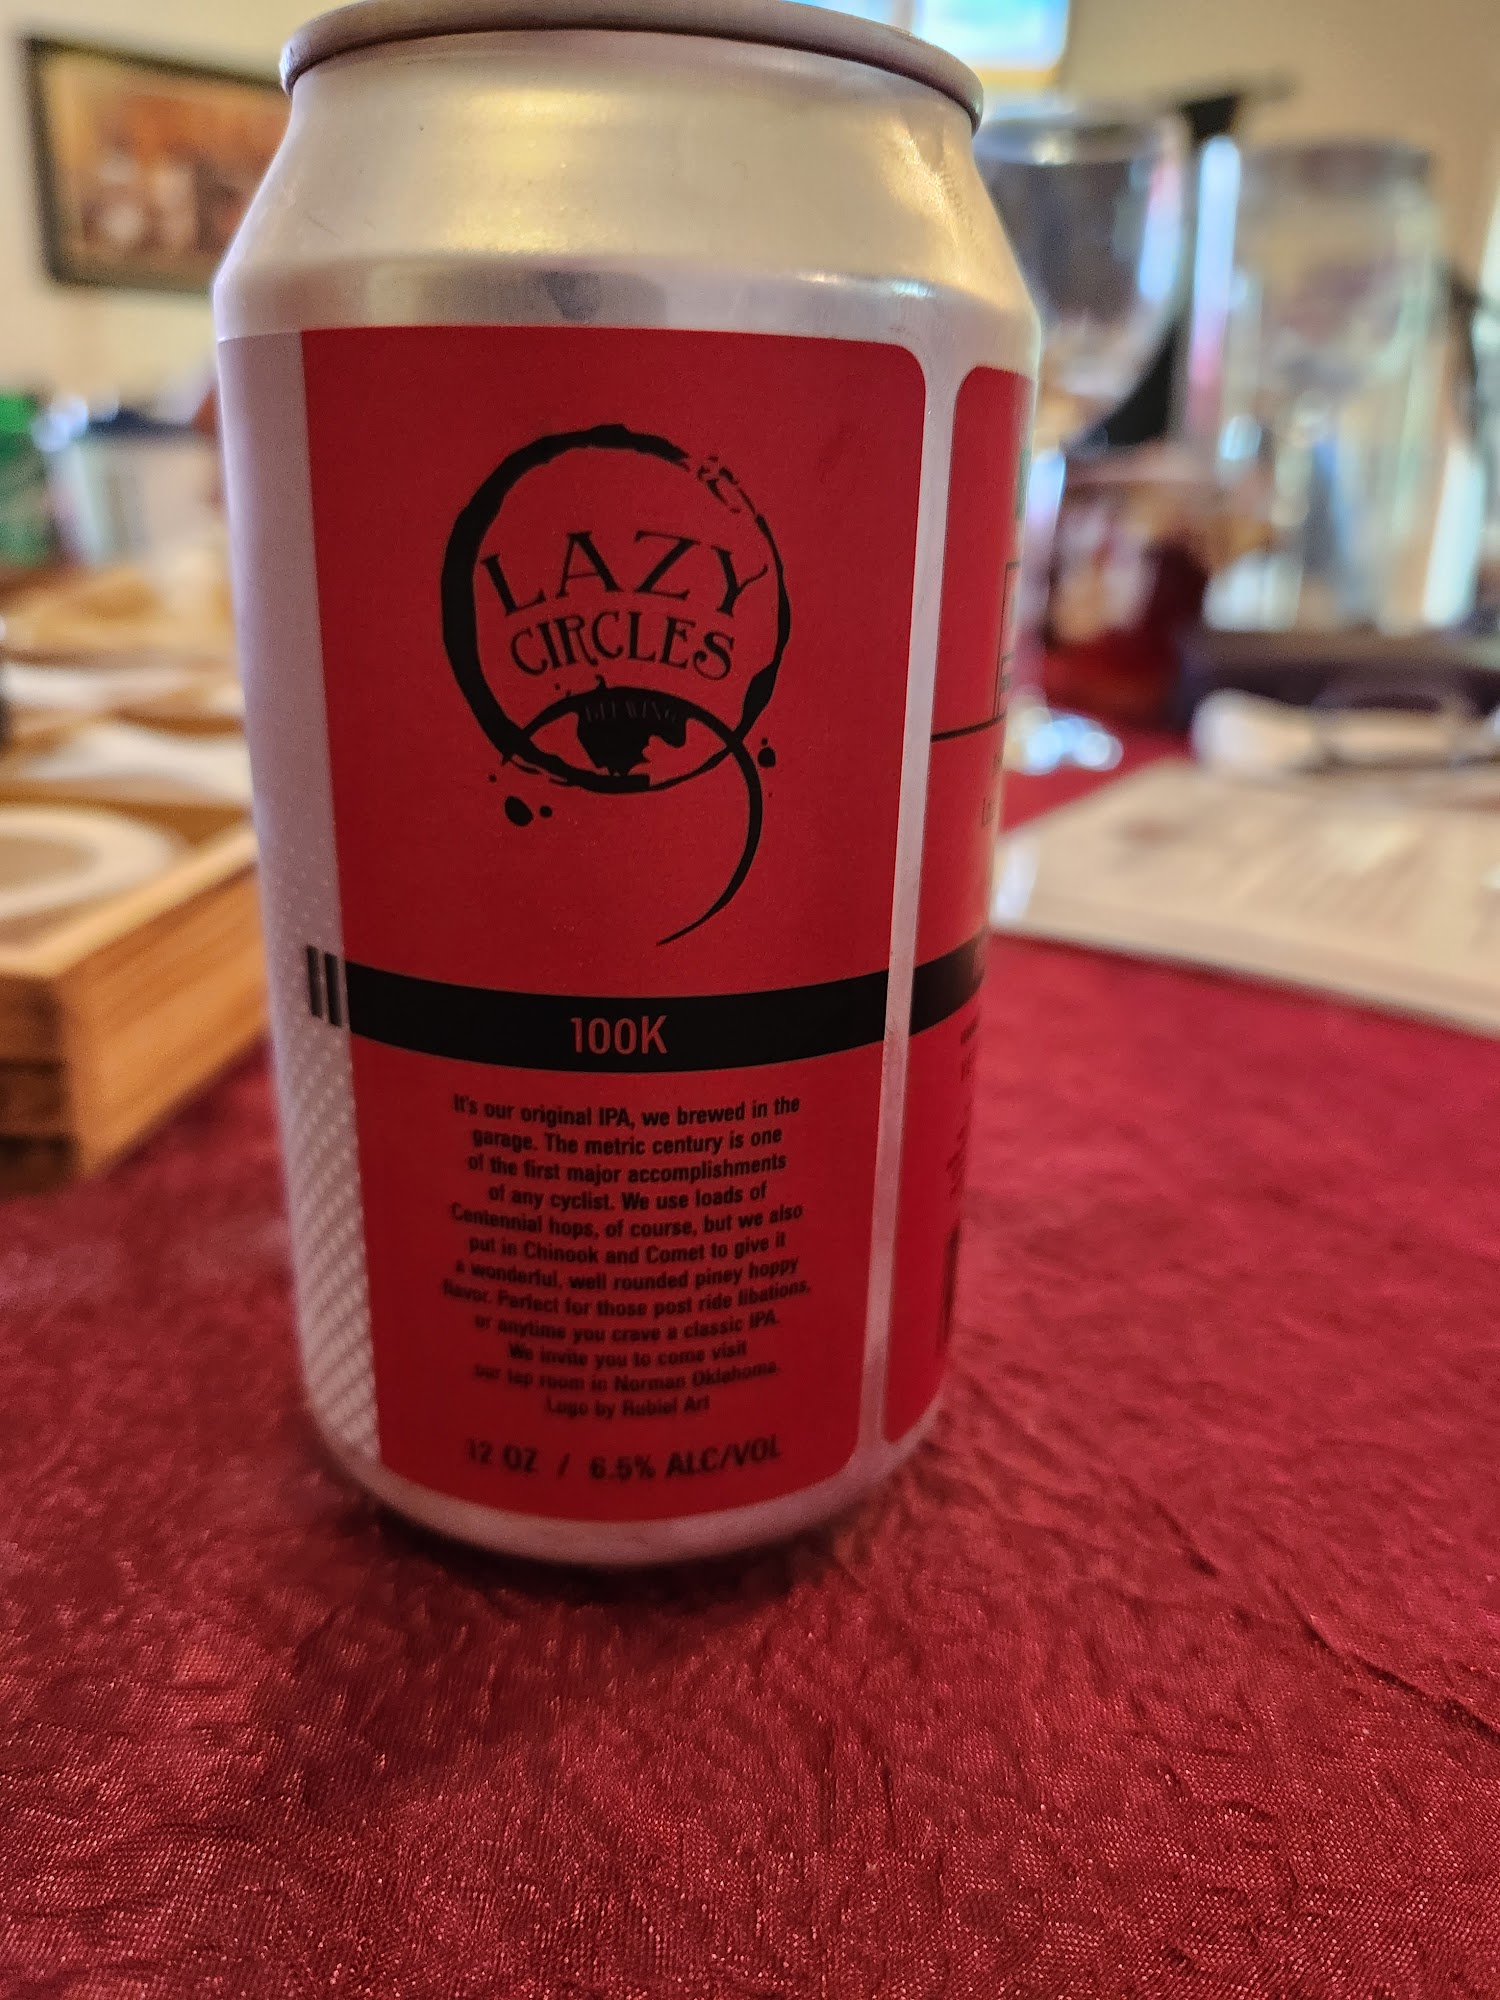 LAZY
CIRCLES
BREWING
100K
It's our original IPA, we brewed in the
garage. The metric century is one
of the first major accomplishments
of any cyclist. We use loads of
Centennial hops, of course, but we also
put in Chinook and Comet to give it
a wonderful, well rounded piney hoppy
flavor. Perfect for those post ride libations,
or anytime you crave a classic IPA.
We invite you to come visit
our tap room in Norman Oklahoma
Logo by Rubiel Art
12 OZ / 6.5% ALC/VOL